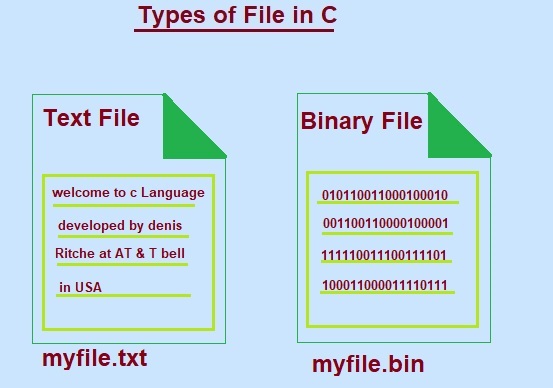 Types of File in C
Text File
welcome to c Language
developed by denis
Ritche at AT & T bell
in USA
myfile.txt
Binary File
010110011000100010
001100110000100001
111110011100111101
100011000011110111
myfile.bin